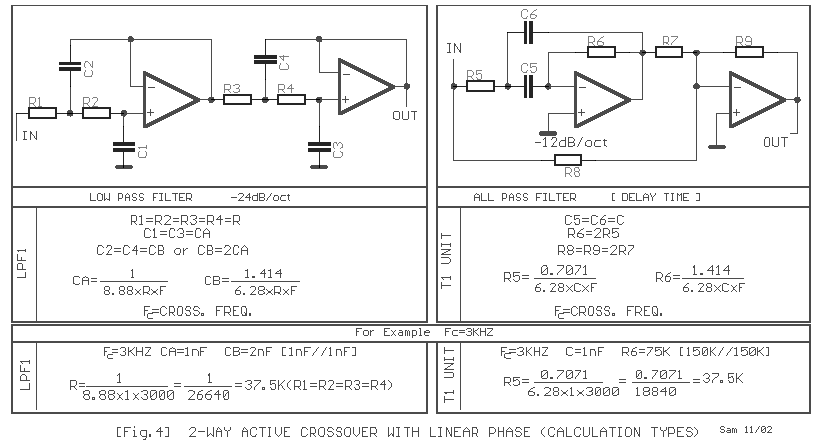 C2
C4
R1
R2
R3
R4
IN
C1
C3
OUT
LOW PASS FILTER -24dB/oct
LPF1
R1=R2=R3=R4=R
C1=C3=CA
C2=C4=CB or CB=2CA
CA= 1 / 8.88xRxF CB= 1.414 / 6.28xRxF
Fc=CROSS. FREQ.
C6
IN
R6
R7
R9
R5
C5
-12dB/oct
R8
OUT
ALL PASS FILTER [ DELAY TIME ]
T1 UNIT
C5=C6=C
R6=2R5
R8=R9=2R7
R5= 0.7071 / 6.28xCxF R6= 1.414 / 6.28xCxF
Fc=CROSS. FREQ.
For Example Fc=3KHZ
LPF1
Fc=3KHZ CA=1nF CB=2nF [1nF//1nF]
R= 1 / 8.88x1x3000 = 1 / 26640 =37.5K(R1=R2=R3=R4)
T1 UNIT
Fc=3KHZ C=1nF R6=75K [150K//150K]
R5= 0.7071 / 6.28x1x3000 = 0.7071 / 18840 =37.5K
[Fig.4] 2-WAY ACTIVE CROSSOVER WITH LINEAR PHASE (CALCULATION TYPES) Sam 11/02